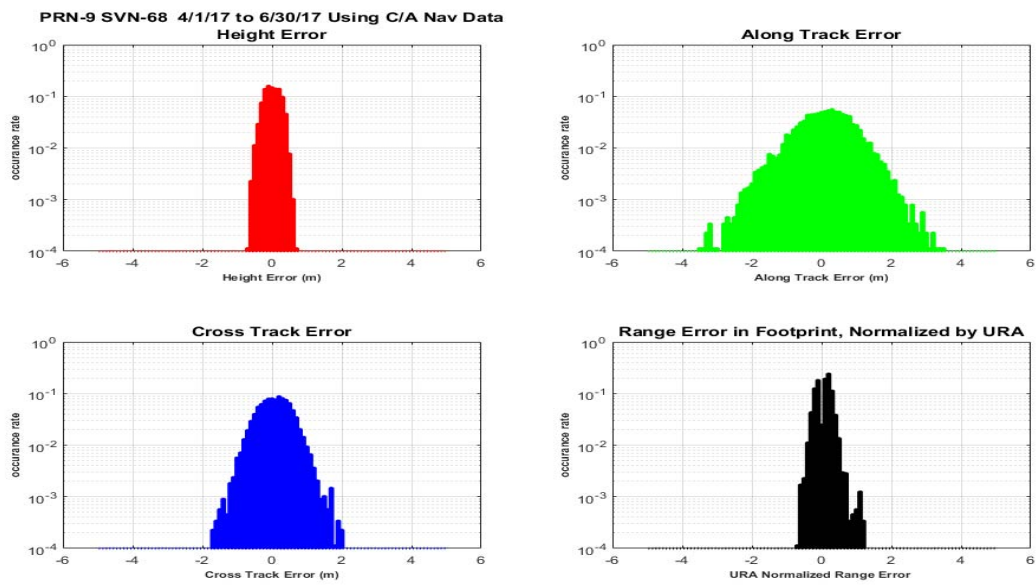 PRN-9 SVN-68 4/1/17 to 6/30/17 Using C/A Nav Data
Height Error
10^0
10^-1
10^-2
10^-3
10^-4
occurance rate
-6 -4 -2 0 2 4 6
Height Error (m)
Along Track Error
10^0
10^-1
10^-2
10^-3
10^-4
occurance rate
-6 -4 -2 0 2 4 6
Along Track Error (m)
Cross Track Error
10^0
10^-1
10^-2
10^-3
10^-4
occurance rate
-6 -4 -2 0 2 4 6
Cross Track Error (m)
Range Error in Footprint, Normalized by URA
10^0
10^-1
10^-2
10^-3
10^-4
occurance rate
-6 -4 -2 0 2 4 6
URA Normalized Range Error